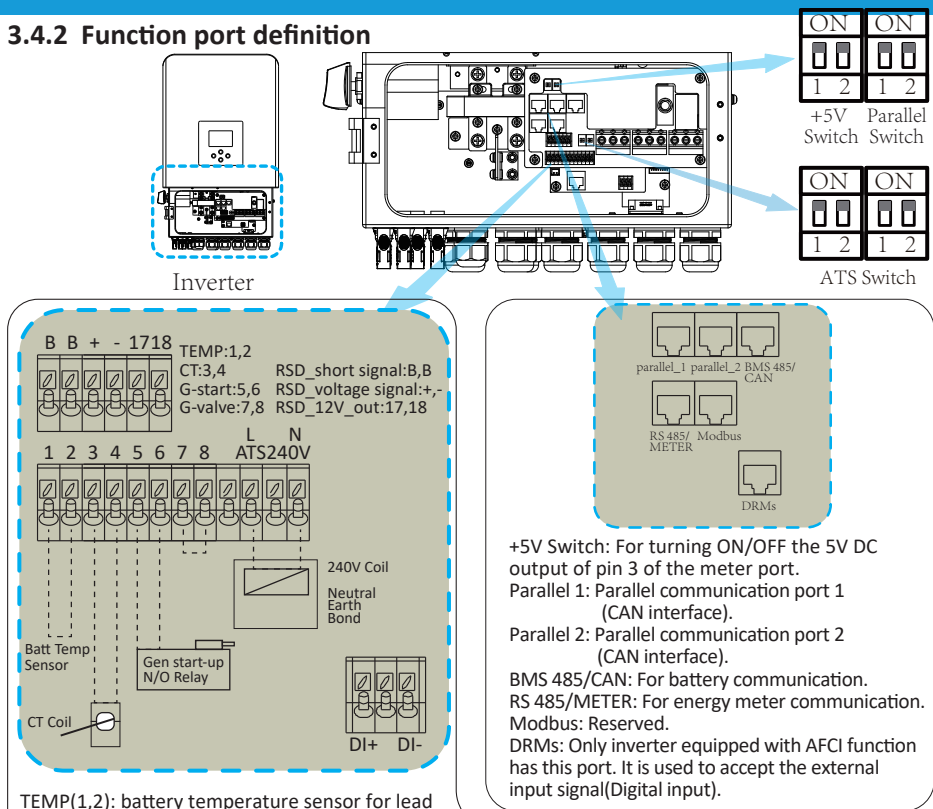 3.4.2 Function port definition
ON ON
1 2 1 2
+5V Parallel
Switch Switch
ON ON
1 2 1 2
ATS Switch
Inverter
B B + - 1718
TEMP:1,2
CT:3,4 RSD_short signal:B,B
G-start:5,6 RSD_voltage signal:+,-
G-valve:7,8 RSD_12V_out:17,18
L N
1 2 3 4 5 6 7 8 ATS240V
240V Coil
Neutral
Earth
Bond
Batt Temp
Sensor
Gen start-up
N/O Relay
CT Coil
DI+ DI-
TEMP(1,2): battery temperature sensor for lead
parallel_1 parallel_2 BMS 485/
CAN
RS 485/ Modbus
METER
DRMs
+5V Switch: For turning ON/OFF the 5V DC
output of pin 3 of the meter port.
Parallel 1: Parallel communication port 1
(CAN interface).
Parallel 2: Parallel communication port 2
(CAN interface).
BMS 485/CAN: For battery communication.
RS 485/METER: For energy meter communication.
Modbus: Reserved.
DRMs: Only inverter equipped with AFCI function
has this port. It is used to accept the external
input signal(Digital input).